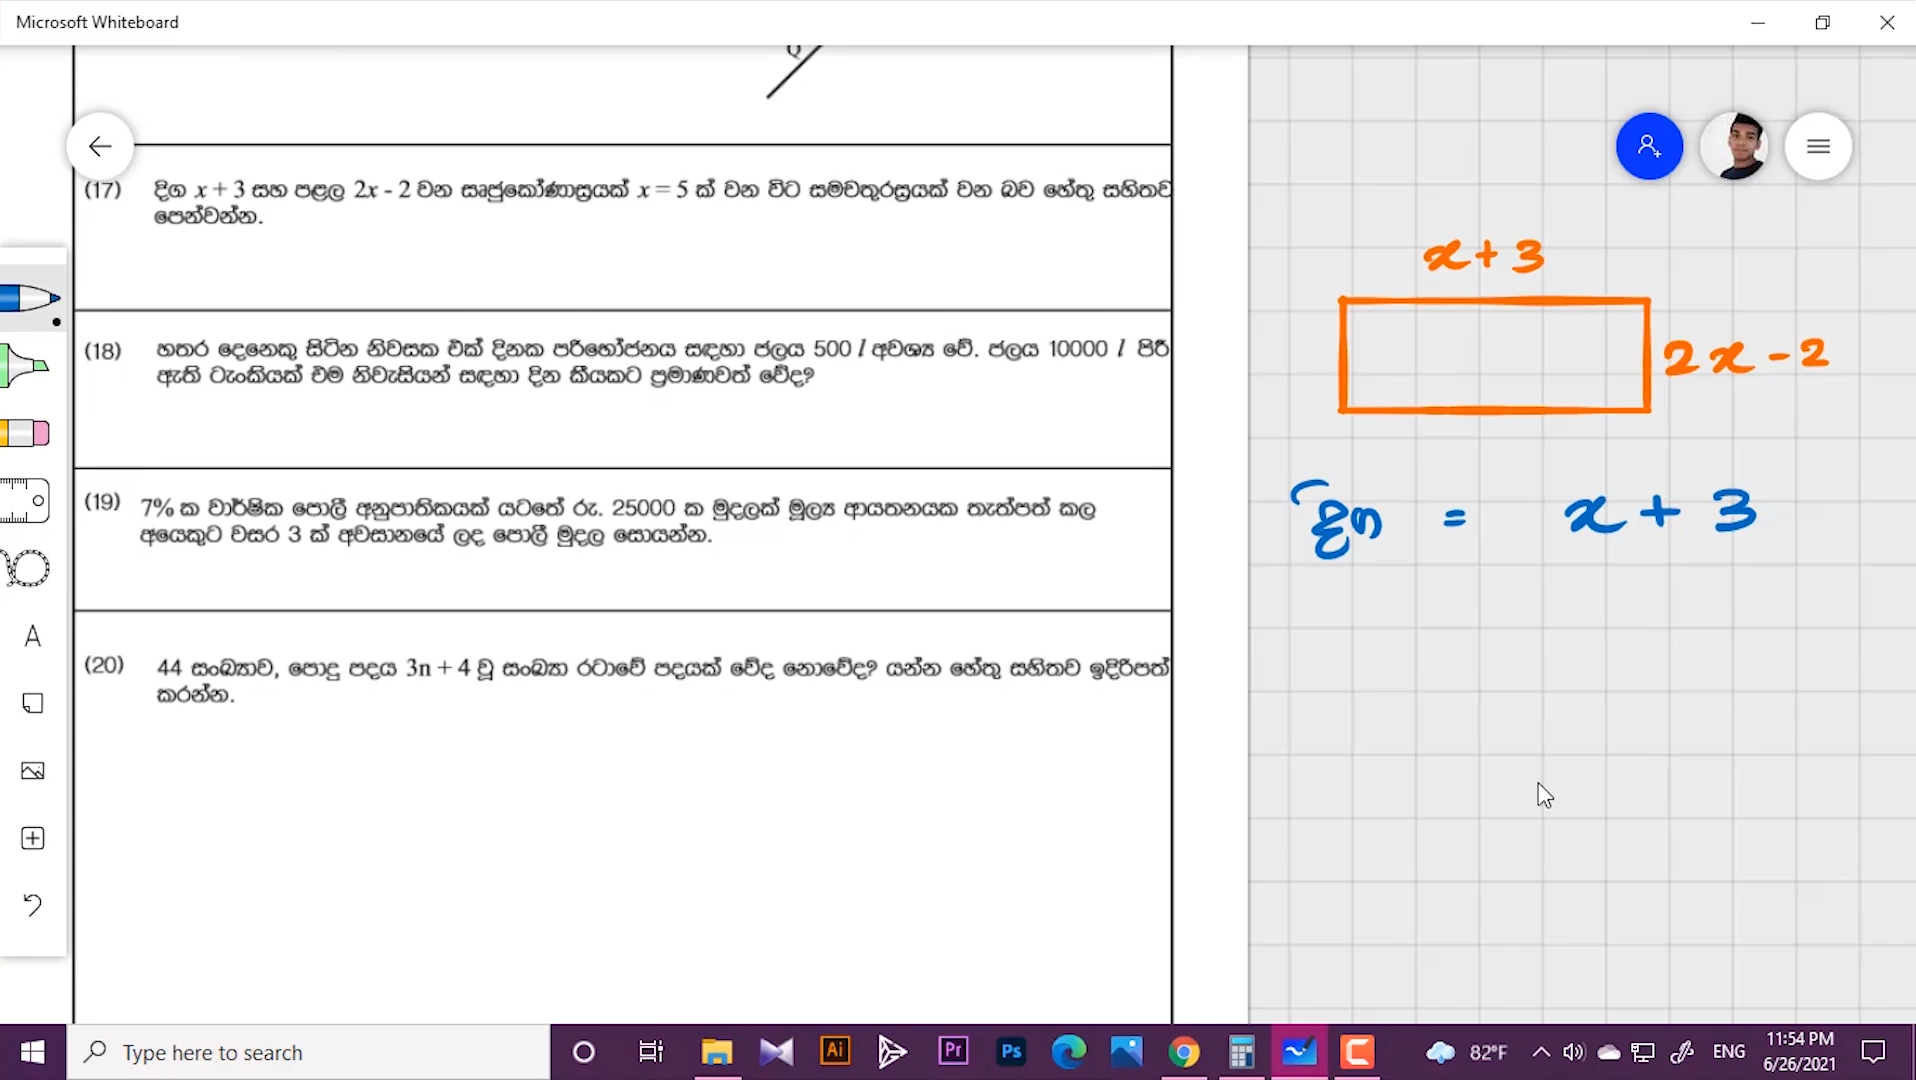 Microsoft Whiteboard
Q
(17) දිග x + 3 සහ පළල 2x - 2 වන සෘජුකෝණාස්‍රයක් x = 5 ක් වන විට සමචතුරස්‍රයක් වන බව හේතු සහිතව
පෙන්වන්න.
(18) හතර දෙනෙකු සිටින නිවසක එක් දිනක පරිභෝජනය සඳහා ජලය 500 l අවශ්‍ය වේ. ජලය 10000 l පිරී
ඇති ටැංකියක් එම නිවැසියන් සඳහා දින කීයකට ප්‍රමාණවත් වේද?
(19) 7% ක වාර්ෂික පොලී අනුපාතිකයක් යටතේ රු. 25000 ක මුදලක් මූල්‍ය ආයතනයක තැන්පත් කල
අයෙකුට වසර 3 ක් අවසානයේ ලද පොලී මුදල සොයන්න.
(20) 44 සංඛ්‍යාව, පොදු පදය 3n + 4 වූ සංඛ්‍යා රටාවේ පදයක් වේද නොවේද? යන්න හේතු සහිතව ඉදිරිපත්
කරන්න.
x + 3
2x - 2
දිග = x + 3
A
Type here to search
Ai
Pr
Ps
82°F
ENG
11:54 PM
6/26/2021